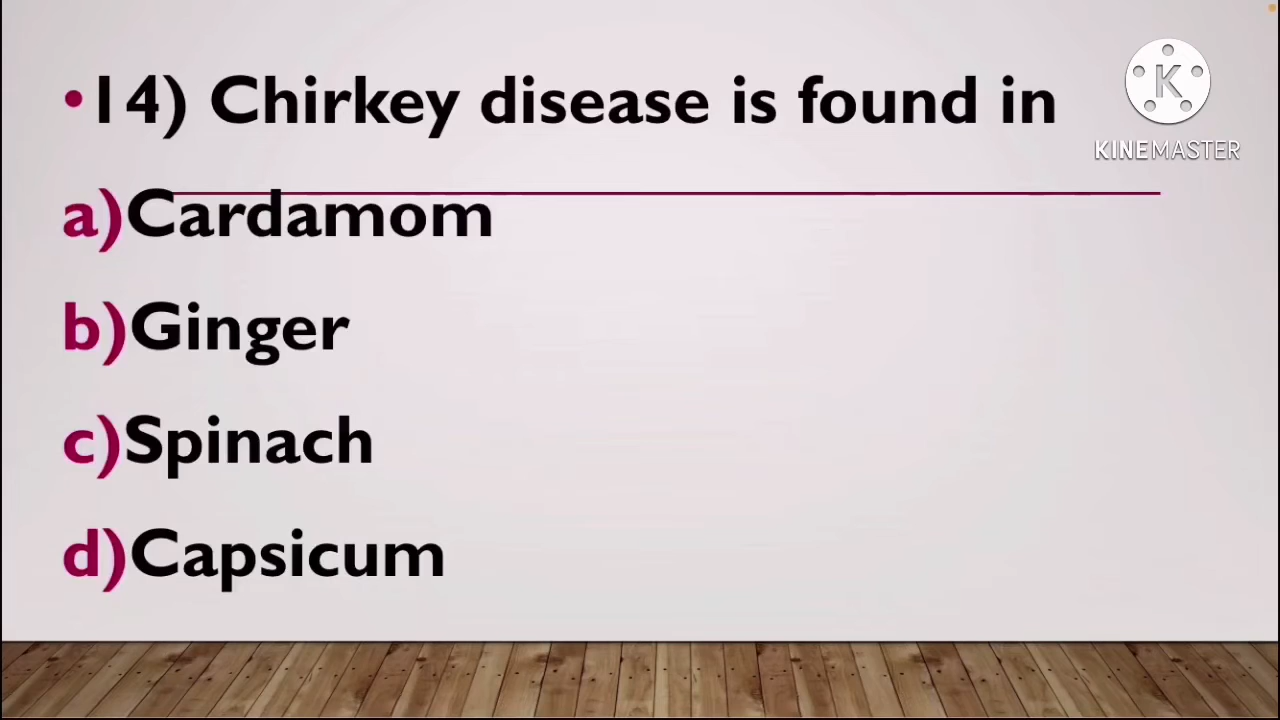 •14) Chirkey disease is found in
KINEMASTER
a)Cardamom
b)Ginger
c)Spinach
d)Capsicum